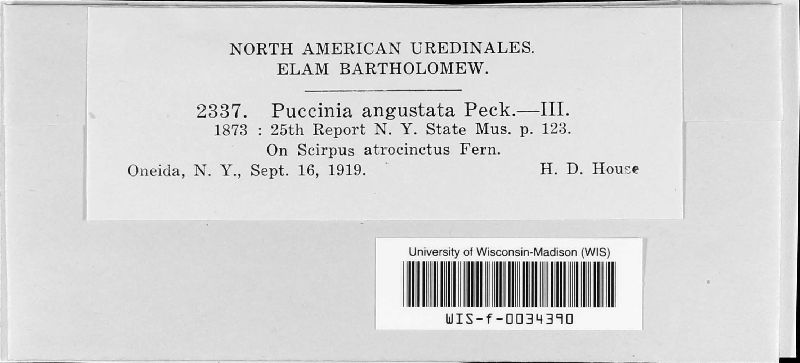 NORTH AMERICAN UREDINALES.
ELAM BARTHOLOMEW.
2337. Puccinia angustata Peck.—III.
1873 : 25th Report N. Y. State Mus. p. 123.
On Scirpus atrocinctus Fern.
Oneida, N. Y., Sept. 16, 1919. H. D. House
University of Wisconsin-Madison (WIS)
WIS-f-0034390